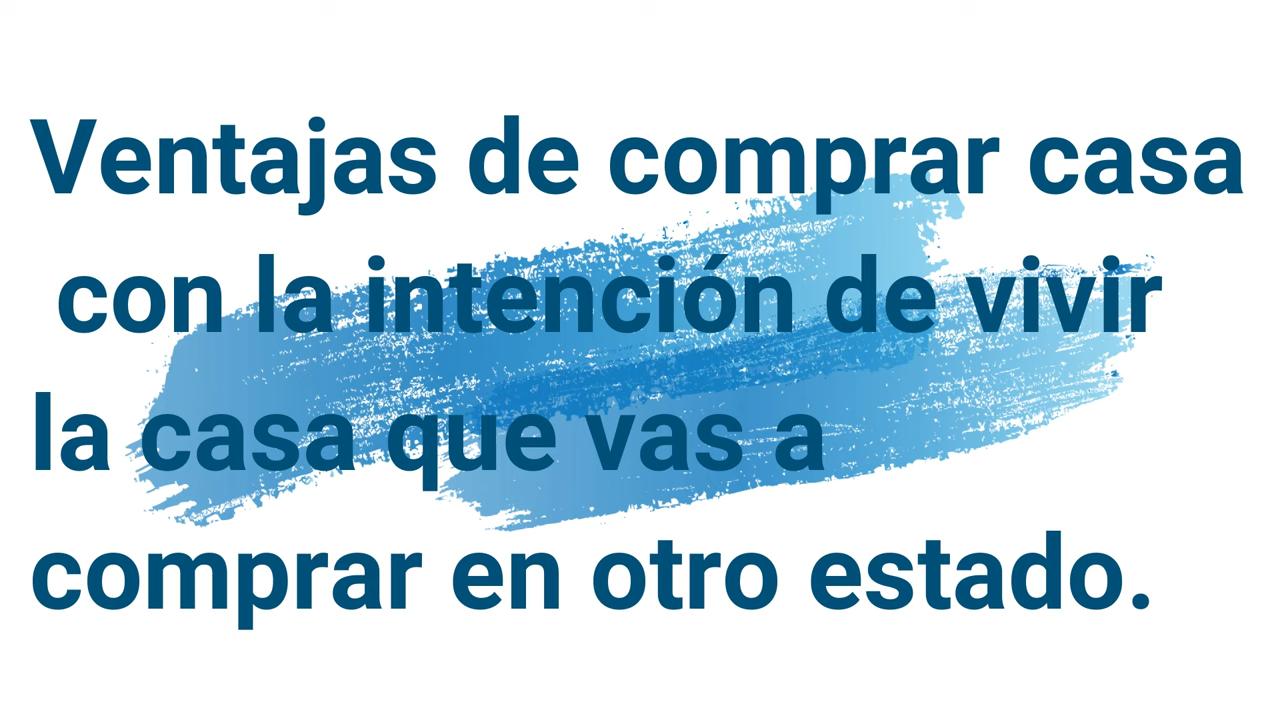 Ventajas de comprar casa
con la intención de vivir
la casa que vas a
comprar en otro estado.